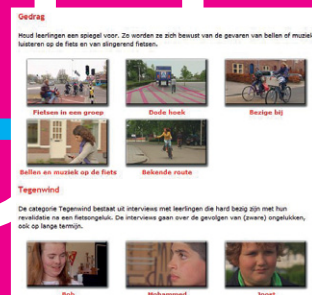 Gedrag
Houd leerlingen een spiegel voor. Zo worden ze zich bewust van de gevaren van bellen of muziek
luisteren op de fiets en van slingerend fietsen.
Fietsen in een groep
Dode hoek
Bezige bij
Bellen en muziek op de fiets
Bekende route
Tegenwind
De categorie Tegenwind bestaat uit interviews met leerlingen die hard bezig zijn met hun
revalidatie na een fietsongeluk. De interviews gaan over de gevolgen van (zware) ongelukken,
ook op lange termijn.
Rob
Mohammed
Joost